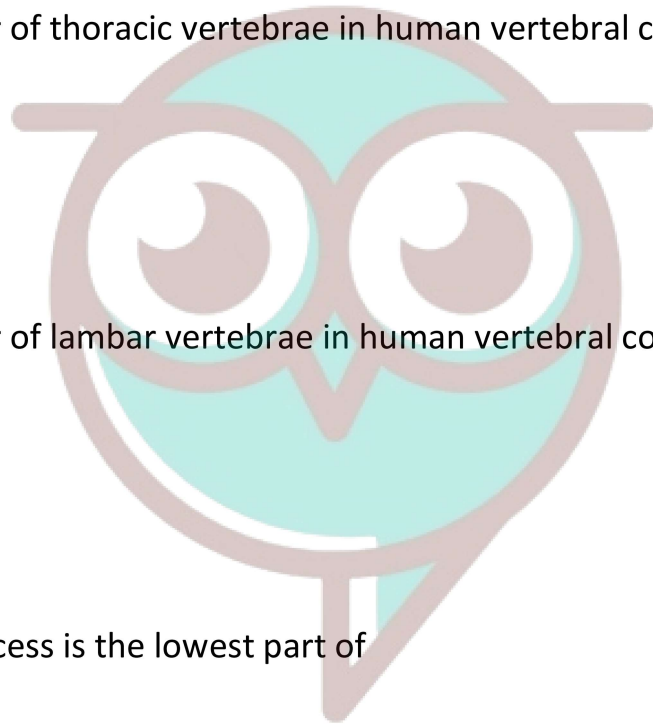 of thoracic vertebrae in human vertebral c
of lambar vertebrae in human vertebral co
cess is the lowest part of